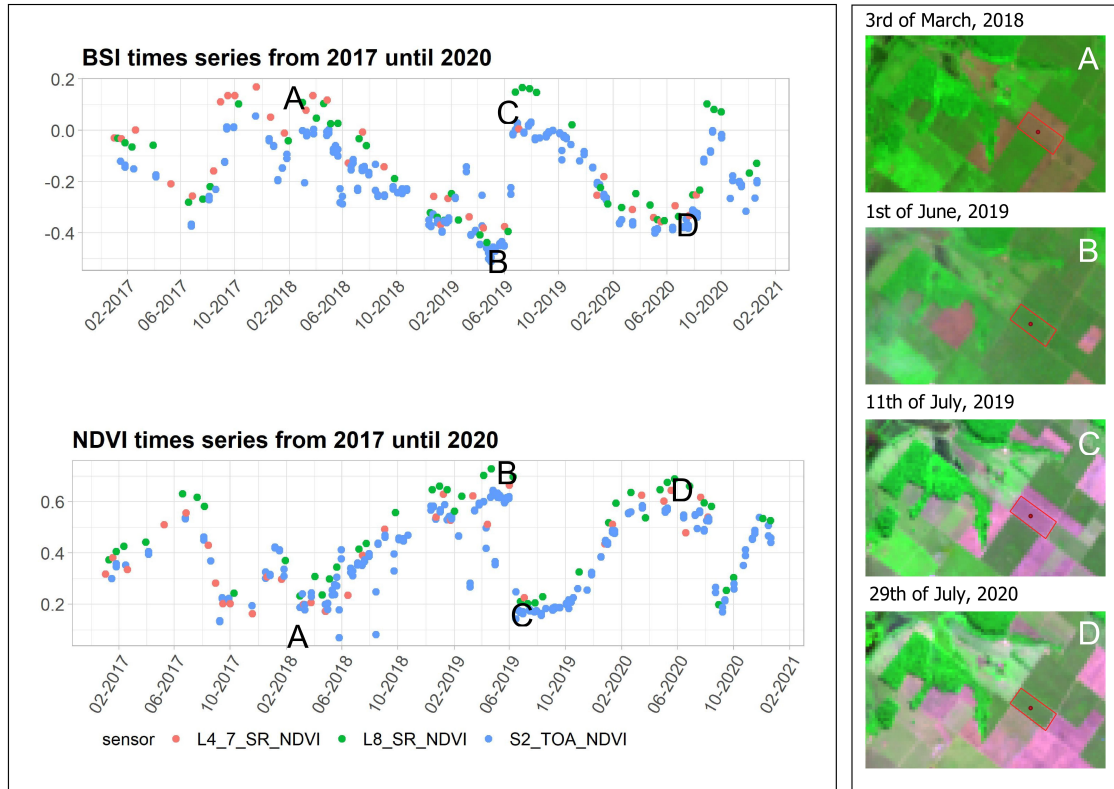 BSI times series from 2017 until 2020
0.2
0.0
-0.2
-0.4
A
B
C
D
02-2017
06-2017
10-2017
02-2018
06-2018
10-2018
02-2019
06-2019
10-2019
02-2020
06-2020
10-2020
02-2021
NDVI times series from 2017 until 2020
0.6
0.4
0.2
A
B
C
D
02-2017
06-2017
10-2017
02-2018
06-2018
10-2018
02-2019
06-2019
10-2019
02-2020
06-2020
10-2020
02-2021
sensor L4_7_SR_NDVI L8_SR_NDVI S2_TOA_NDVI
3rd of March, 2018
A
1st of June, 2019
B
11th of July, 2019
C
29th of July, 2020
D